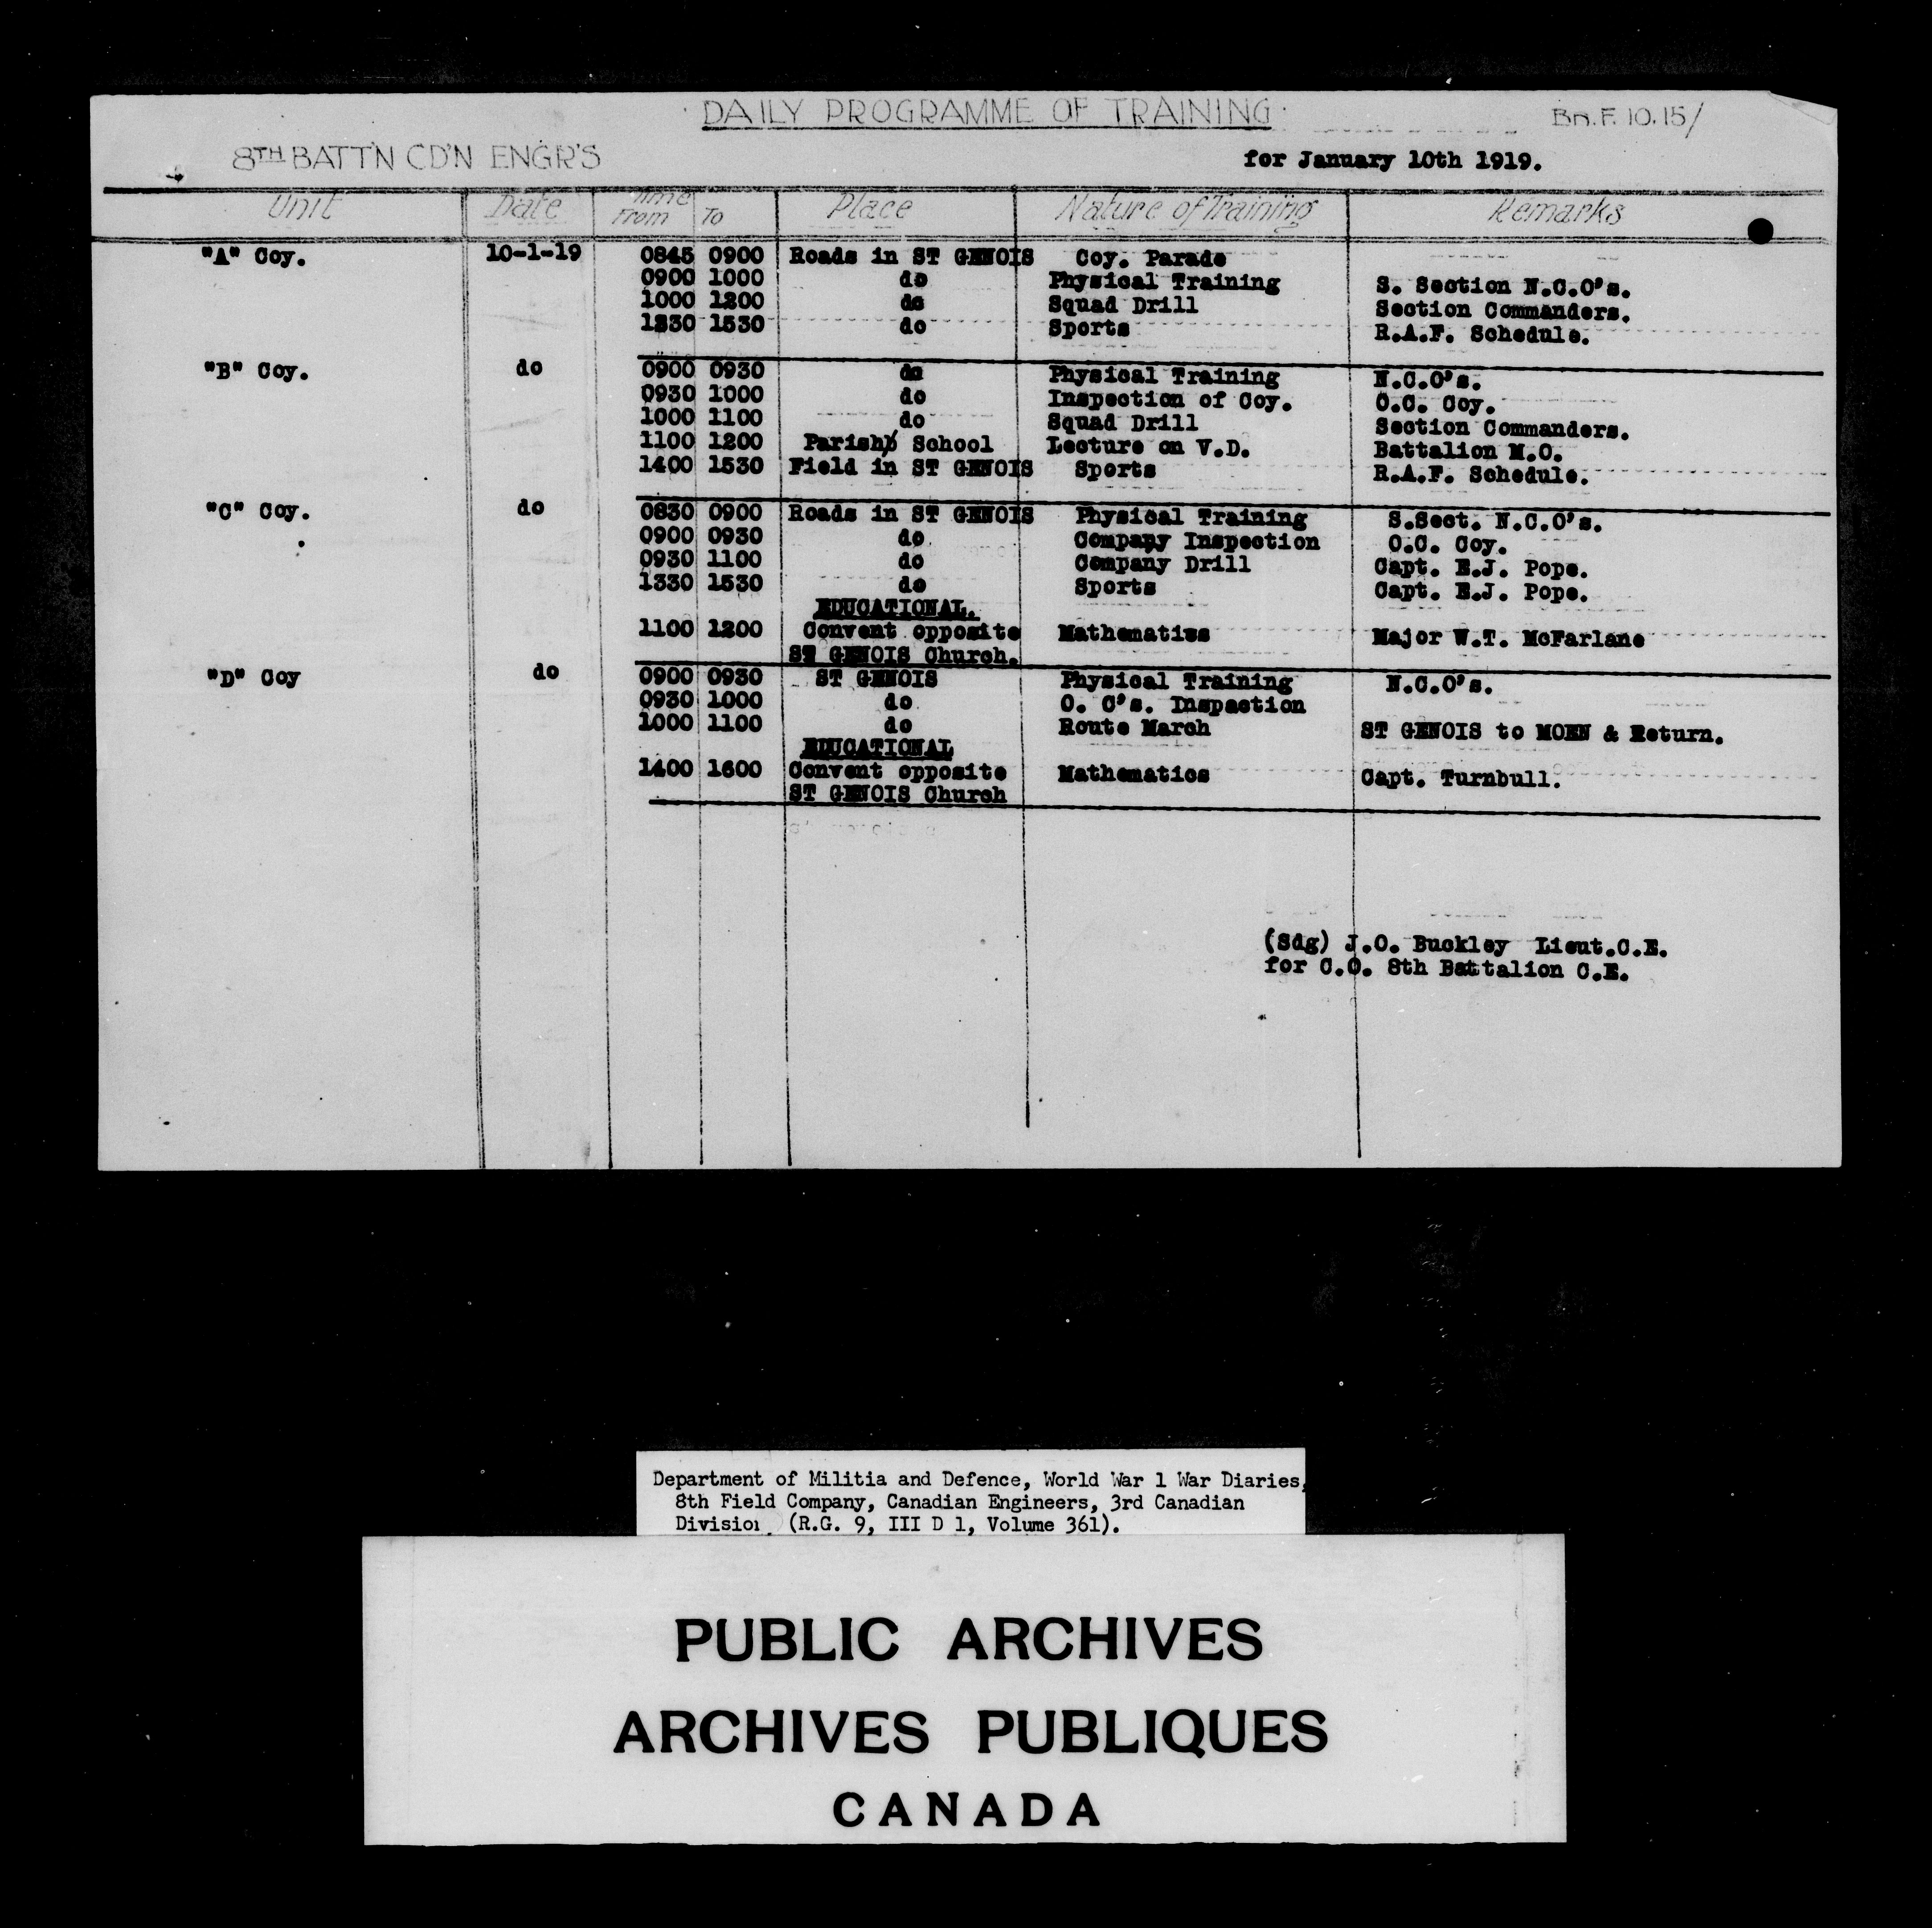 DAILY PROGRAMME OF TRAINING
Bn.F.10.15/
8TH BATT'N CD'N ENGR'S
for January 10th 1919.
Unit Date Time From To Place Nature of Training Remarks
"A" Coy. 10-1-19 0845 0900 Roads in ST GENOIS Coy. Parade
0900 1000 do Physical Training S. Section N.C.O's.
1000 1200 do Squad Drill Section Commanders.
1330 1530 do Sports R.A.F. Schedule.
"B" Coy. do 0900 0930 do Physical Training N.C.O's.
0930 1000 do Inspection of Coy. O.C. Coy.
1000 1100 do Squad Drill Section Commanders.
1100 1200 Parish School Lecture on V.D. Battalion M.O.
1400 1530 Field in ST GENOIS Sports R.A.F. Schedule.
"C" Coy. do 0830 0900 Roads in ST GENOIS Physical Training S.Sect. N.C.O's.
0900 0930 do Company Inspection O.C. Coy.
0930 1100 do Company Drill Capt. E.J. Pope.
1330 1530 do Sports Capt. E.J. Pope.
EDUCATIONAL.
1100 1200 Convent opposite Mathematics Major W.T. McFarlane
ST GENOIS Church.
"D" Coy do 0900 0930 ST GENOIS Physical Training N.C.O's.
0930 1000 do O. C's. Inspection
1000 1100 do Route March ST GENOIS to MOEN & Return.
EDUCATIONAL
1400 1600 Convent opposite Mathematics Capt. Turnbull.
ST GENOIS Church
(Sdg) J.O. Buckley Lieut.C.E.
for C.O. 8th Battalion C.E.
Department of Militia and Defence, World War 1 War Diaries,
8th Field Company, Canadian Engineers, 3rd Canadian
Division (R.G. 9, III D 1, Volume 361).
PUBLIC ARCHIVES
ARCHIVES PUBLIQUES
CANADA